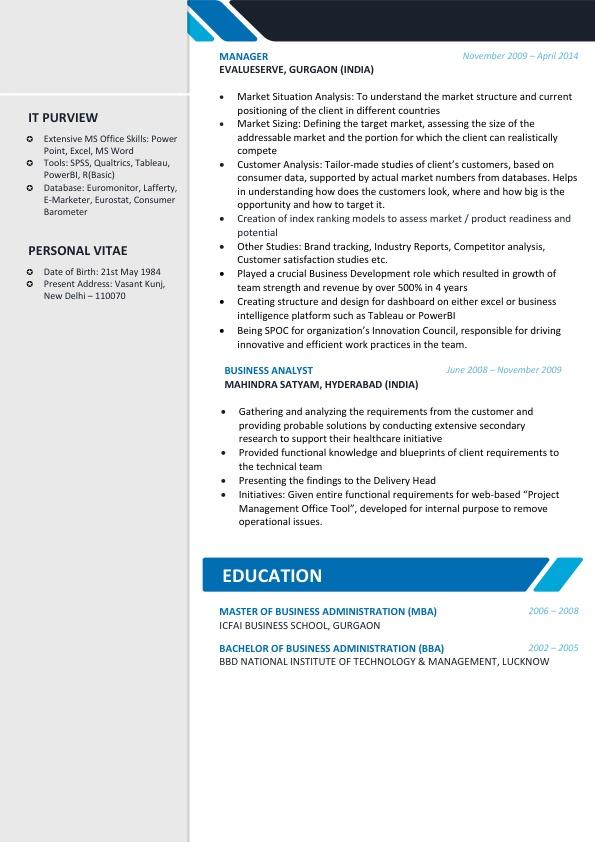 IT PURVIEW
✪ Extensive MS Office Skills: Power
Point, Excel, MS Word
✪ Tools: SPSS, Qualtrics, Tableau,
PowerBI, R(Basic)
✪ Database: Euromonitor, Lafferty,
E-Marketer, Eurostat, Consumer
Barometer
PERSONAL VITAE
✪ Date of Birth: 21st May 1984
✪ Present Address: Vasant Kunj,
New Delhi – 110070
MANAGER November 2009 – April 2014
EVALUESERVE, GURGAON (INDIA)
• Market Situation Analysis: To understand the market structure and current
positioning of the client in different countries
• Market Sizing: Defining the target market, assessing the size of the
addressable market and the portion for which the client can realistically
compete
• Customer Analysis: Tailor-made studies of client’s customers, based on
consumer data, supported by actual market numbers from databases. Helps
in understanding how does the customers look, where and how big is the
opportunity and how to target it.
• Creation of index ranking models to assess market / product readiness and
potential
• Other Studies: Brand tracking, Industry Reports, Competitor analysis,
Customer satisfaction studies etc.
• Played a crucial Business Development role which resulted in growth of
team strength and revenue by over 500% in 4 years
• Creating structure and design for dashboard on either excel or business
intelligence platform such as Tableau or PowerBI
• Being SPOC for organization’s Innovation Council, responsible for driving
innovative and efficient work practices in the team.
BUSINESS ANALYST June 2008 – November 2009
MAHINDRA SATYAM, HYDERABAD (INDIA)
• Gathering and analyzing the requirements from the customer and
providing probable solutions by conducting extensive secondary
research to support their healthcare initiative
• Provided functional knowledge and blueprints of client requirements to
the technical team
• Presenting the findings to the Delivery Head
• Initiatives: Given entire functional requirements for web-based “Project
Management Office Tool”, developed for internal purpose to remove
operational issues.
EDUCATION
MASTER OF BUSINESS ADMINISTRATION (MBA) 2006 – 2008
ICFAI BUSINESS SCHOOL, GURGAON
BACHELOR OF BUSINESS ADMINISTRATION (BBA) 2002 – 2005
BBD NATIONAL INSTITUTE OF TECHNOLOGY & MANAGEMENT, LUCKNOW